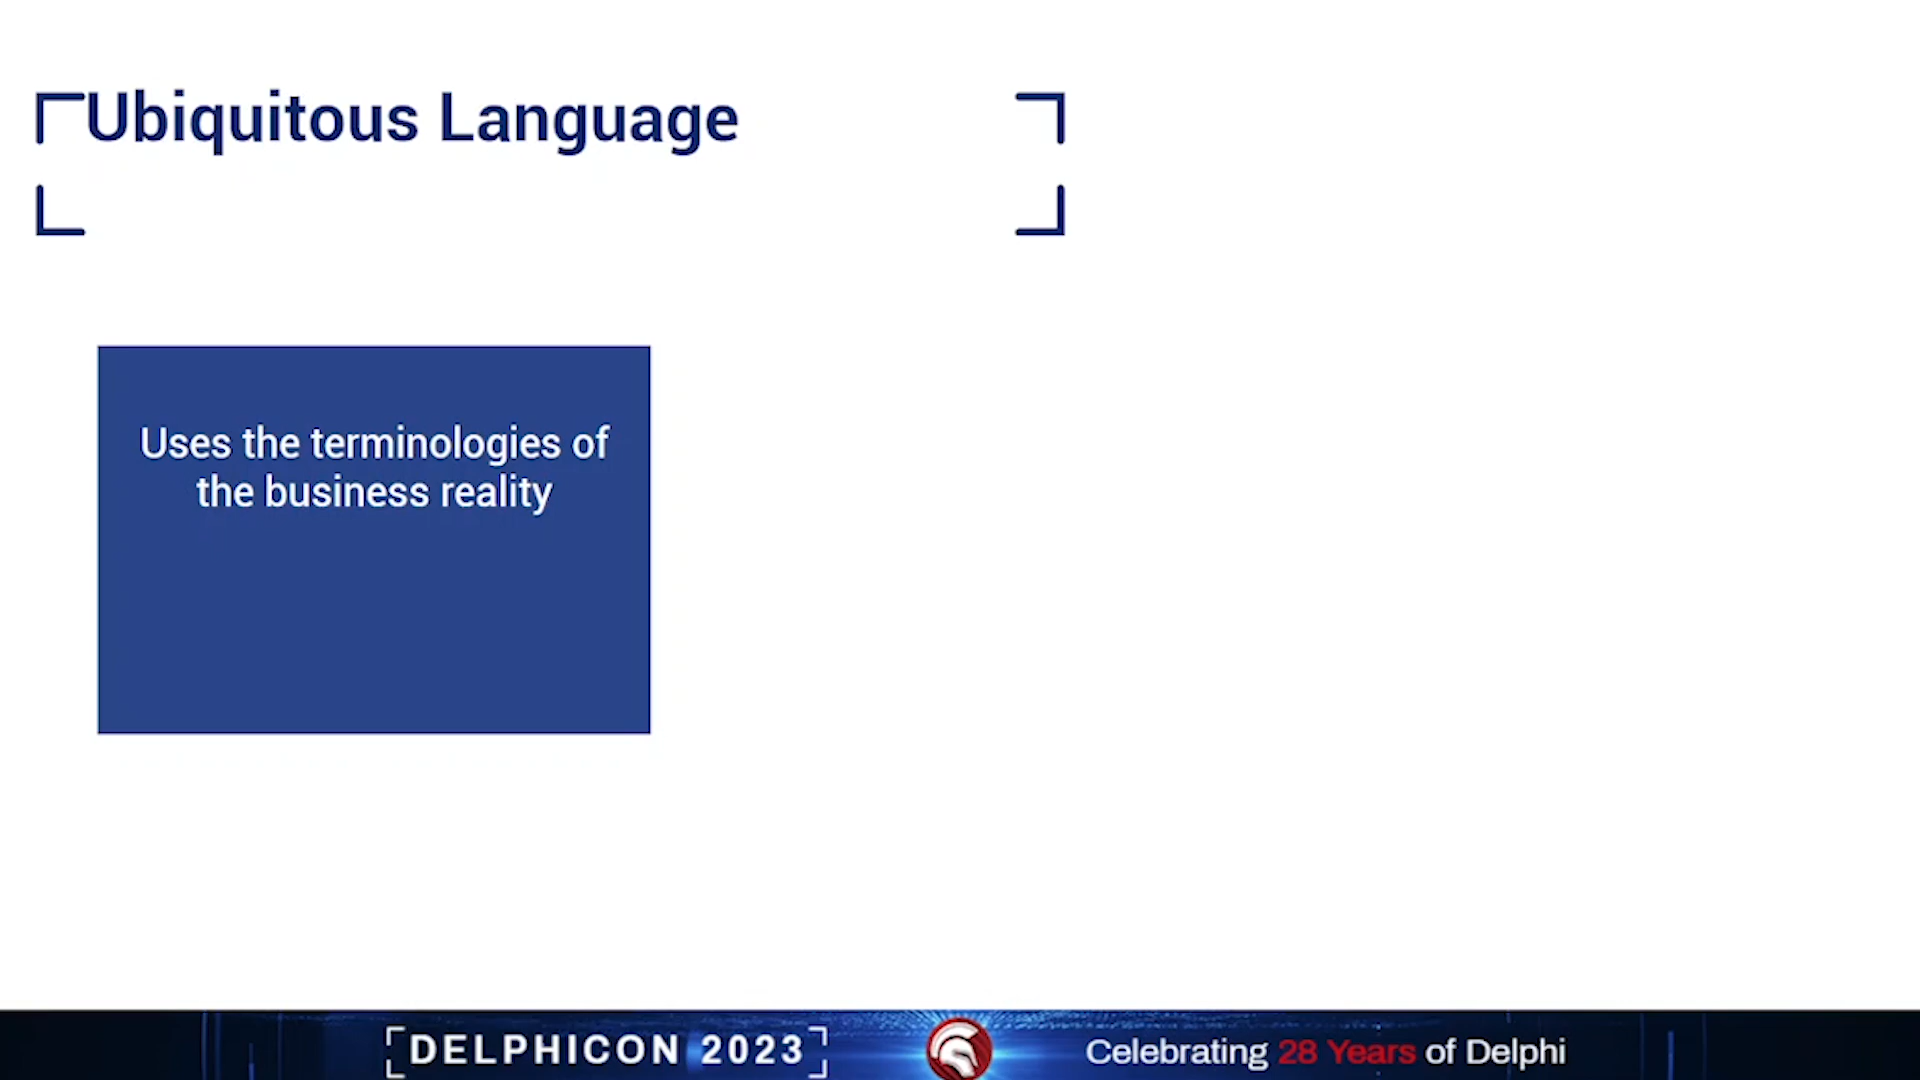 Ubiquitous Language
Uses the terminologies of
the business reality
DELPHICON 2023
Celebrating 28 Years of Delphi